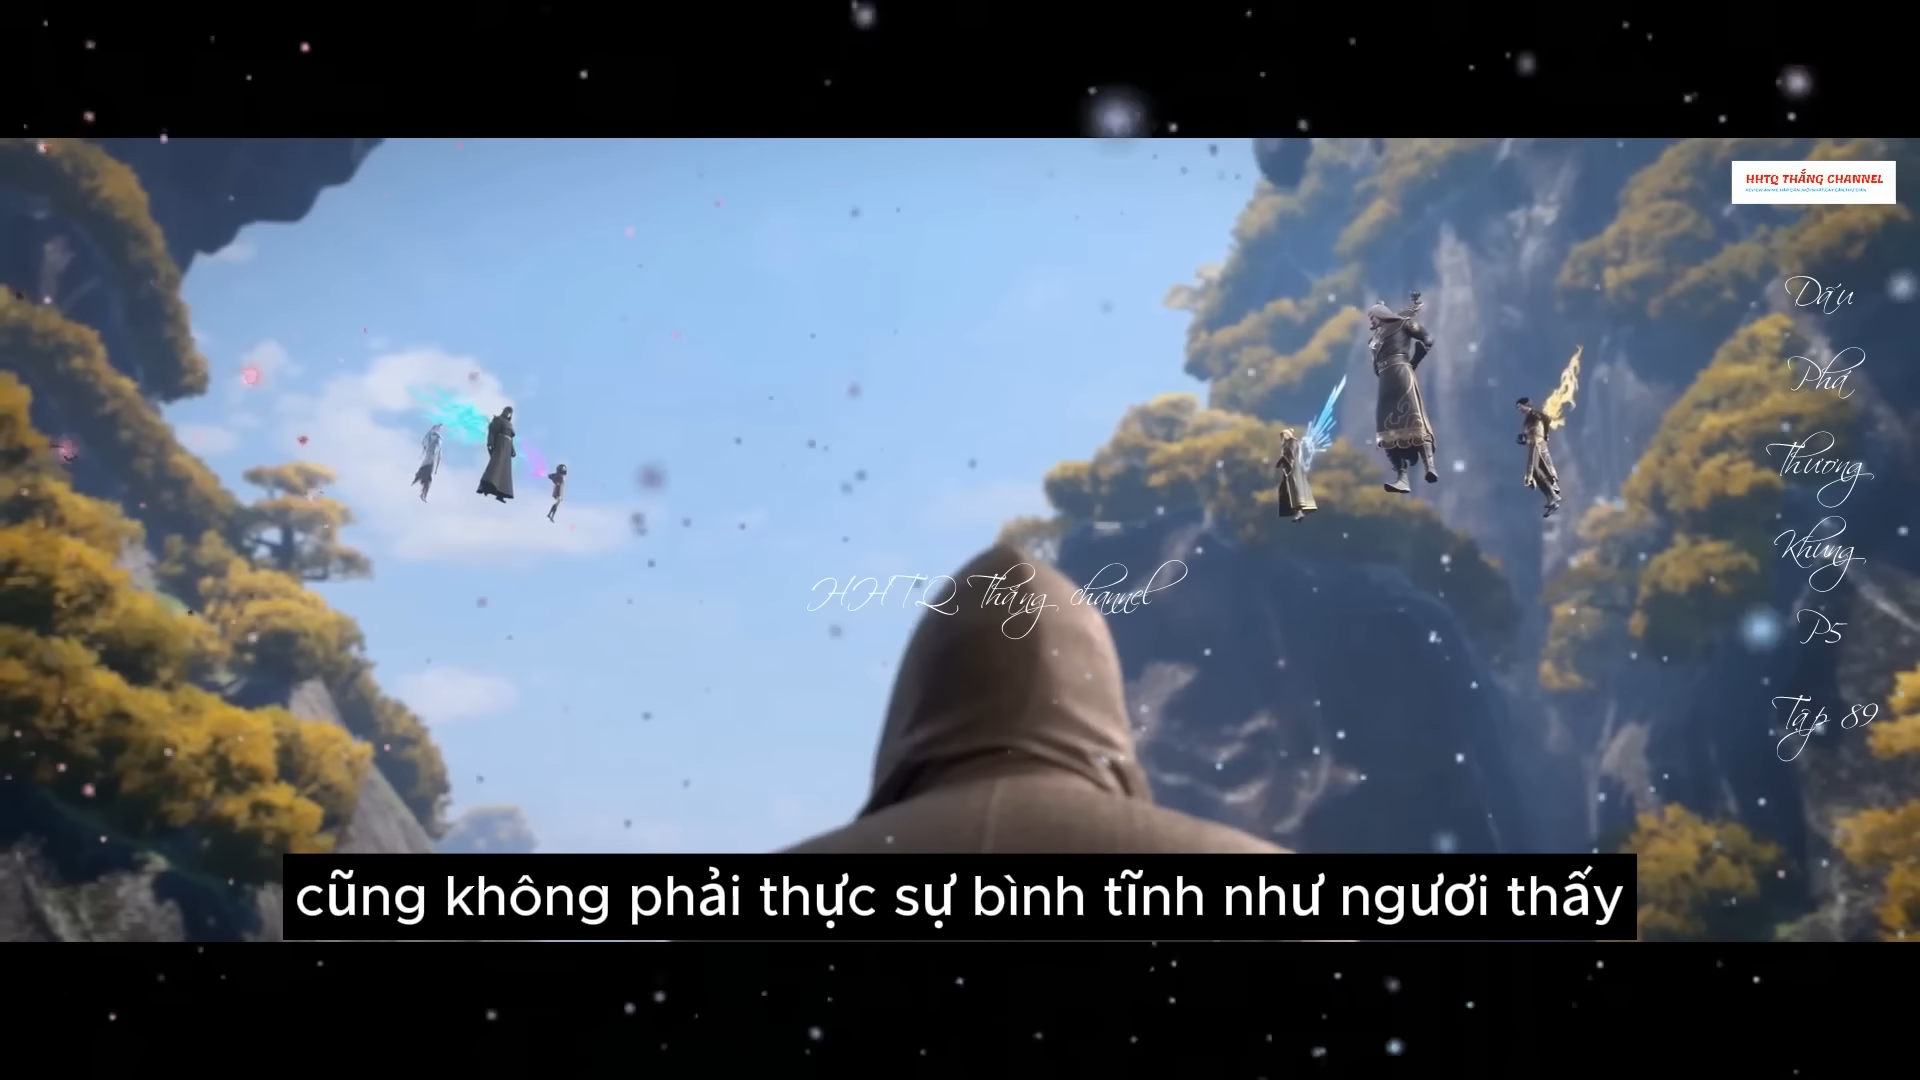 HHTQ THẮNG CHANNEL
Dấu
Phá
Thương
Khung
P5
Tập 89
HHTQ Thắng channel
cũng không phải thực sự bình tĩnh như ngươi thấy